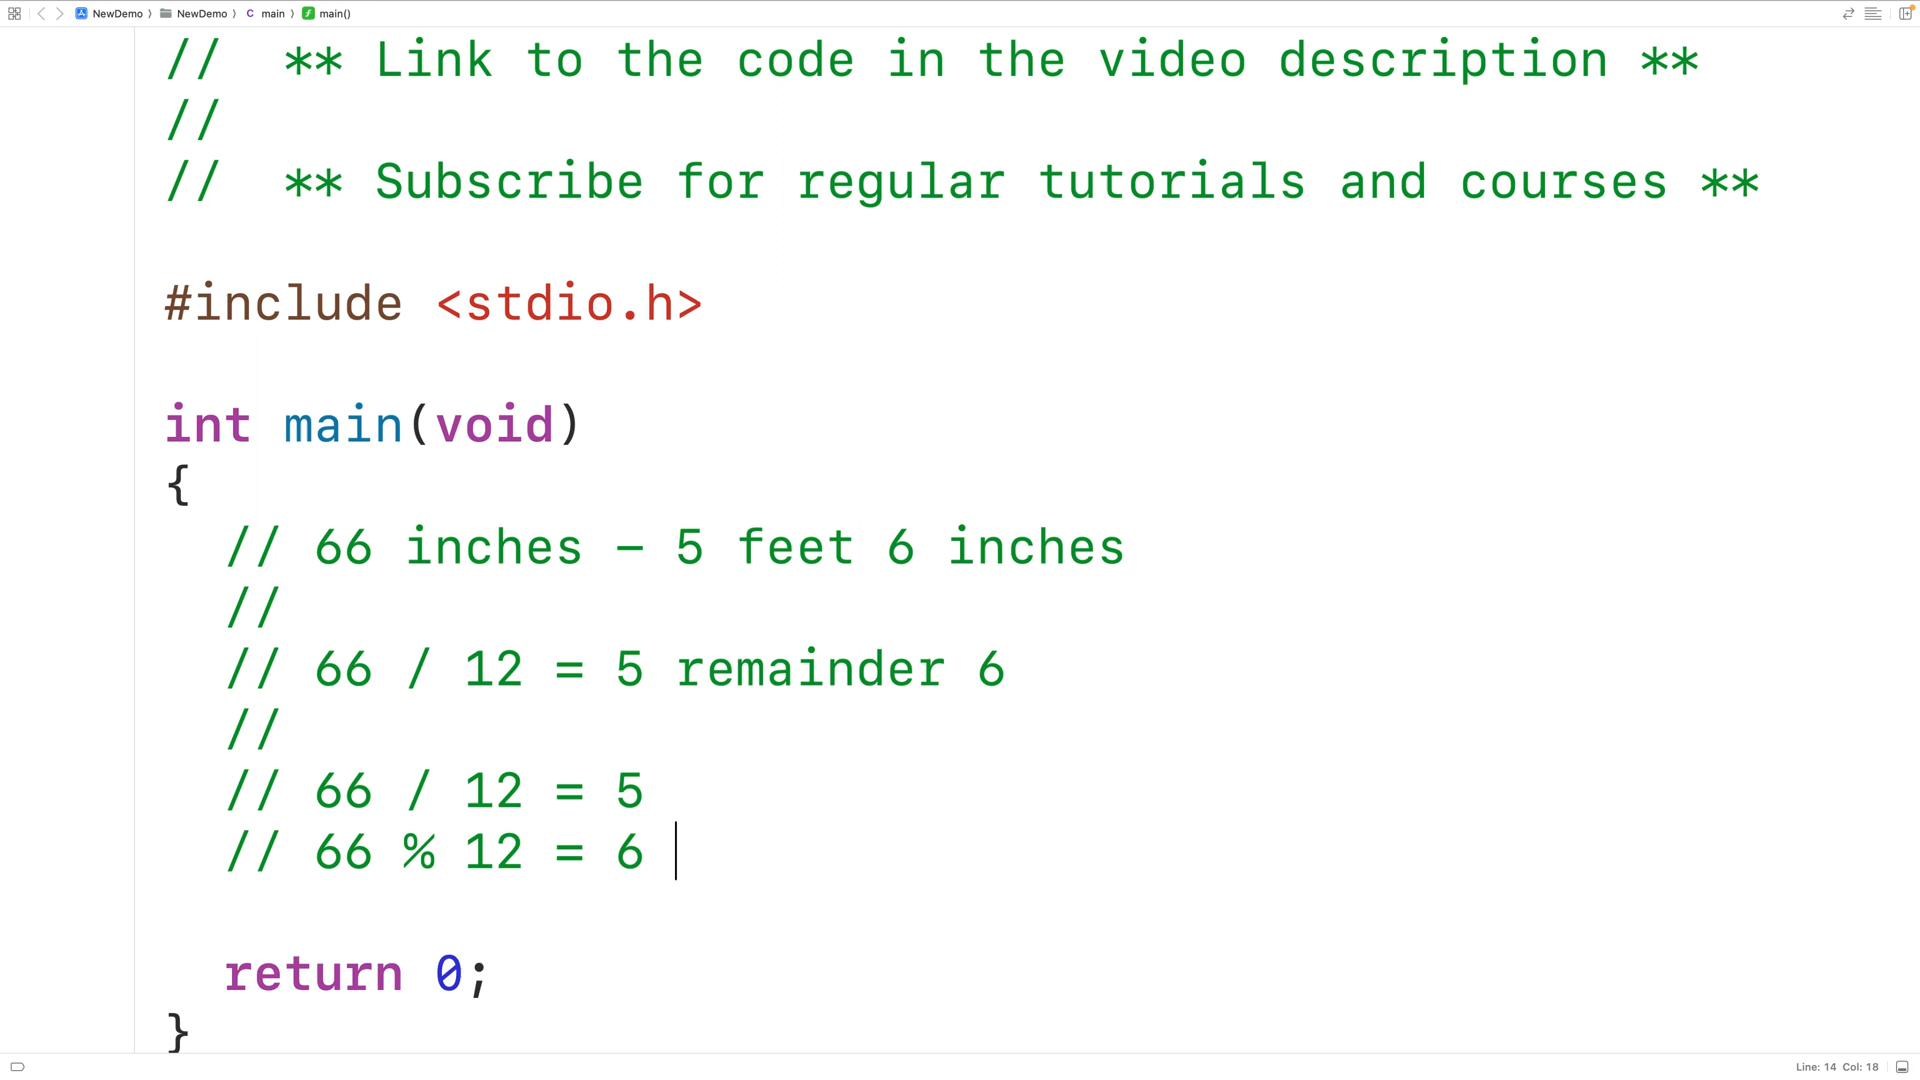 NewDemo ⟩ NewDemo ⟩ C main ⟩ f main()
//  ** Link to the code in the video description **
//
//  ** Subscribe for regular tutorials and courses **
#include <stdio.h>
int main(void)
{
// 66 inches - 5 feet 6 inches
//
// 66 / 12 = 5 remainder 6
//
// 66 / 12 = 5
// 66 % 12 = 6
return 0;
}
Line: 14 Col: 18